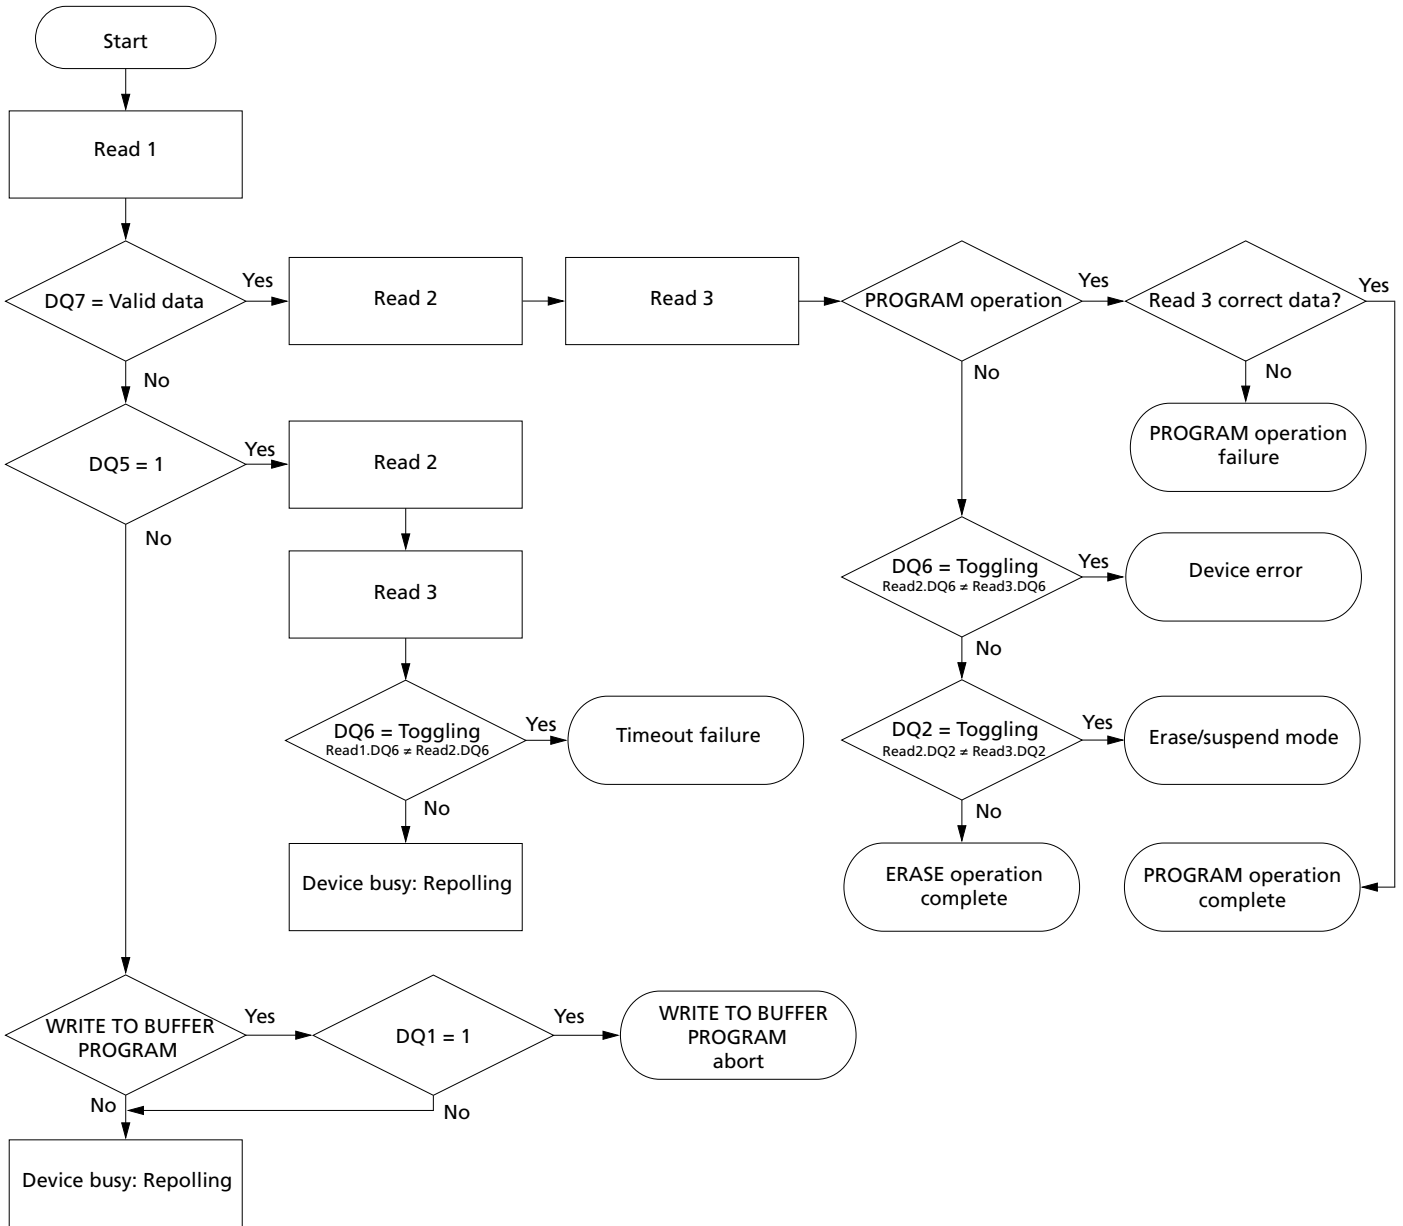 Start
Read 1
DQ7 = Valid data
Yes
Read 2
Read 3
PROGRAM operation
Yes
Read 3 correct data?
Yes
No
No
No
DQ5 = 1
Yes
Read 2
PROGRAM operation
failure
No
Read 3
DQ6 = Toggling
Read2.DQ6 ≠ Read3.DQ6
Yes
Device error
No
DQ6 = Toggling
Read1.DQ6 ≠ Read2.DQ6
Yes
Timeout failure
DQ2 = Toggling
Read2.DQ2 ≠ Read3.DQ2
Yes
Erase/suspend mode
No
No
Device busy: Repolling
ERASE operation
complete
PROGRAM operation
complete
WRITE TO BUFFER
PROGRAM
Yes
DQ1 = 1
Yes
WRITE TO BUFFER
PROGRAM
abort
No
No
Device busy: Repolling